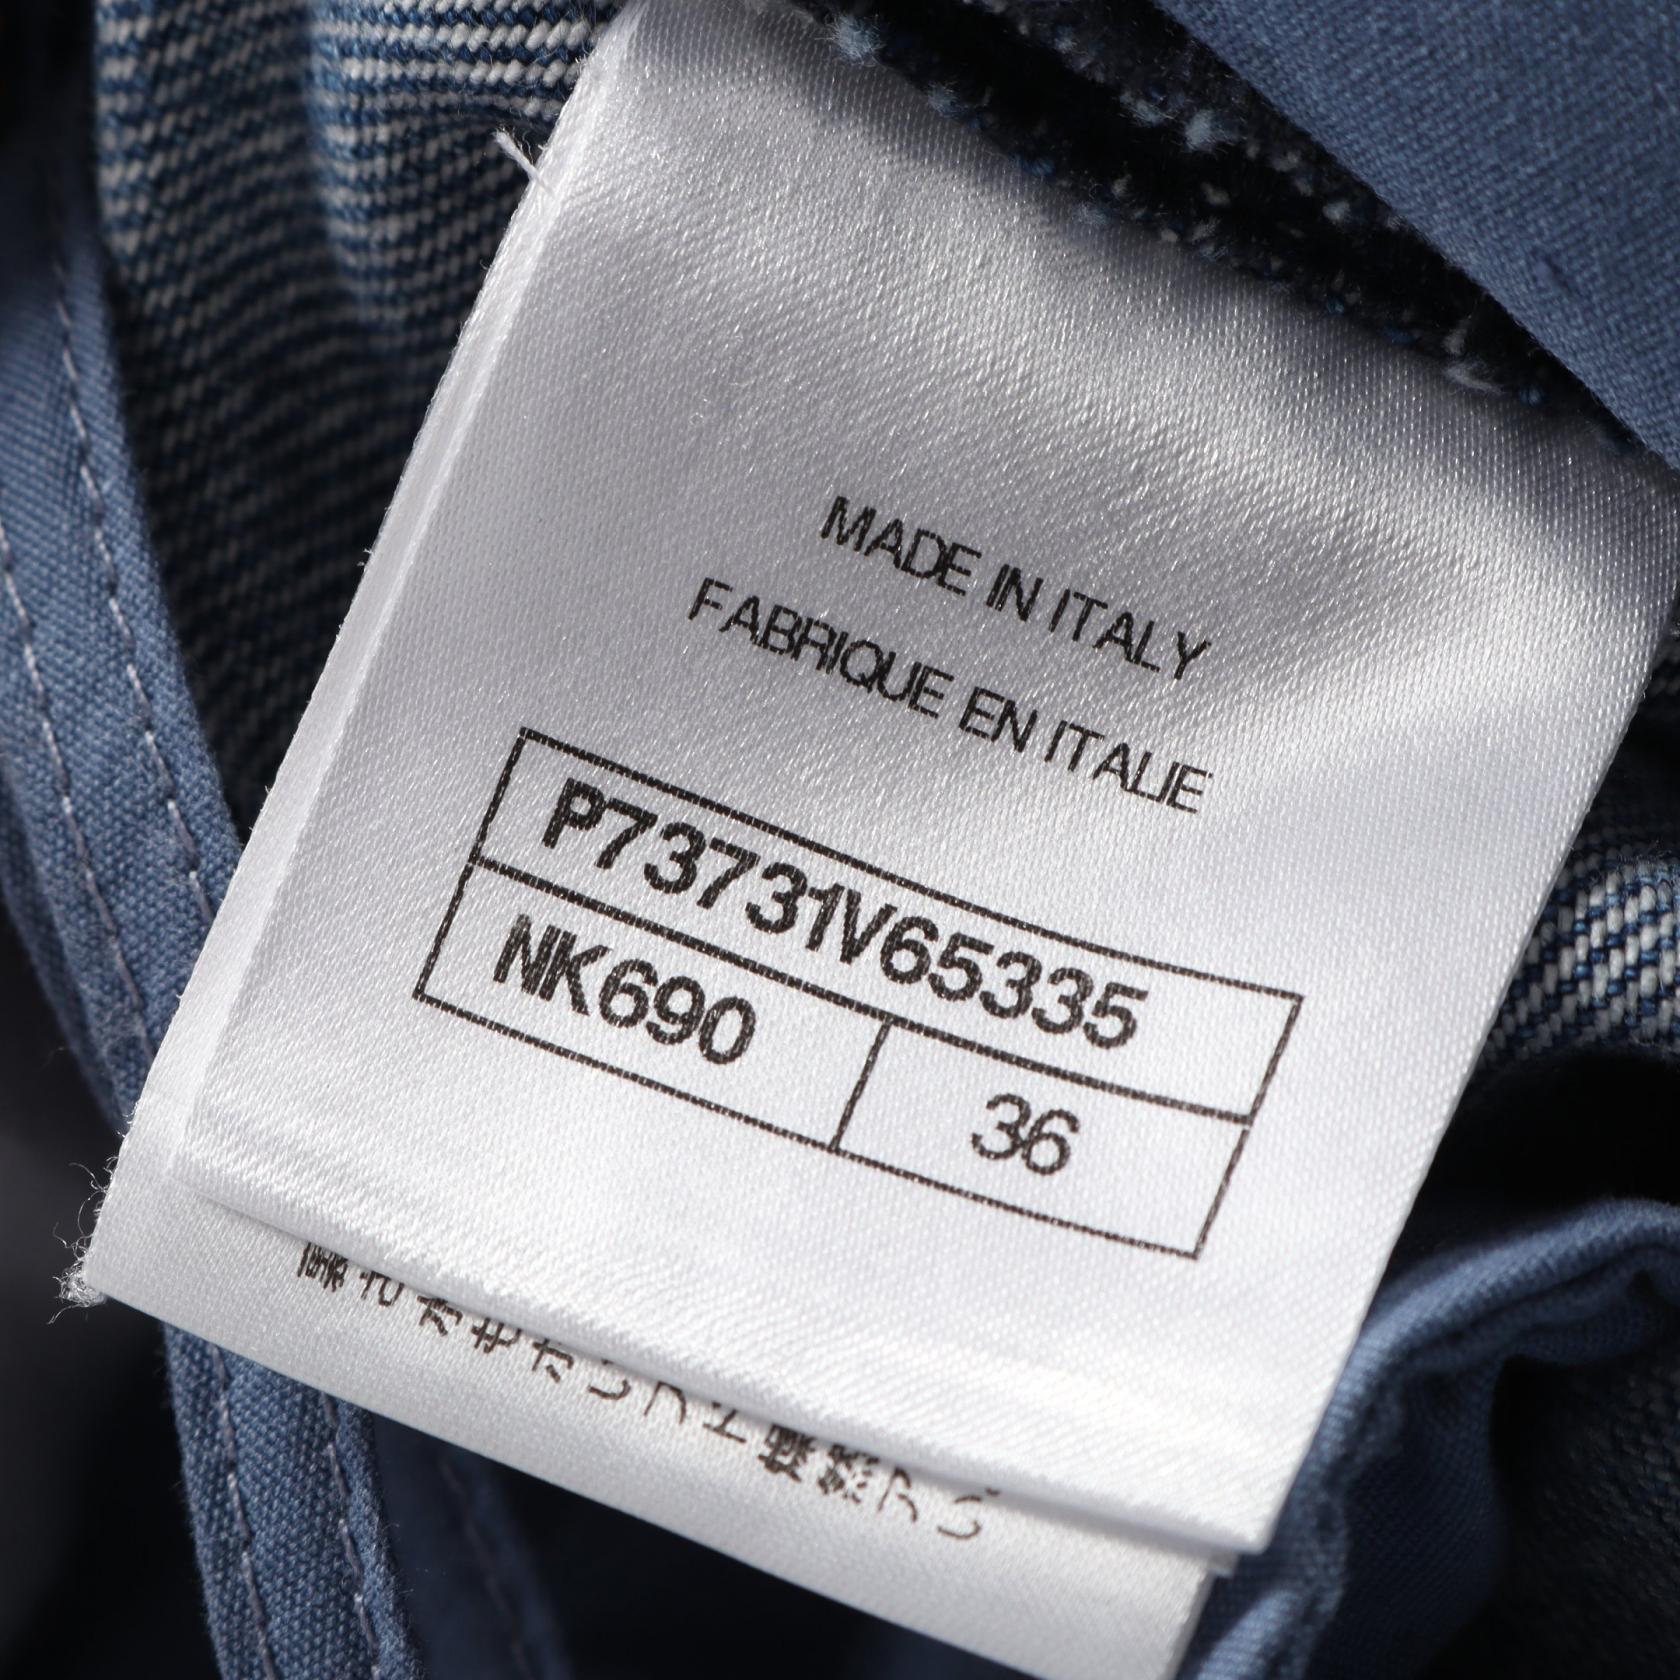 MADE IN ITALY
FABRIQUE EN ITALIE
P73731V65335
NK690
36